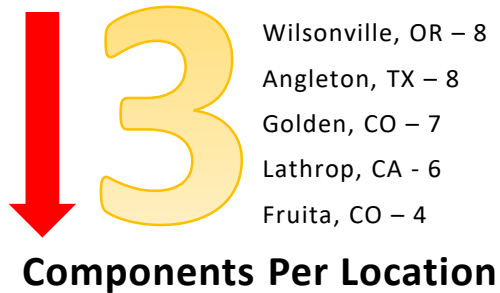 3
Wilsonville, OR – 8
Angleton, TX – 8
Golden, CO – 7
Lathrop, CA - 6
Fruita, CO – 4
Components Per Location